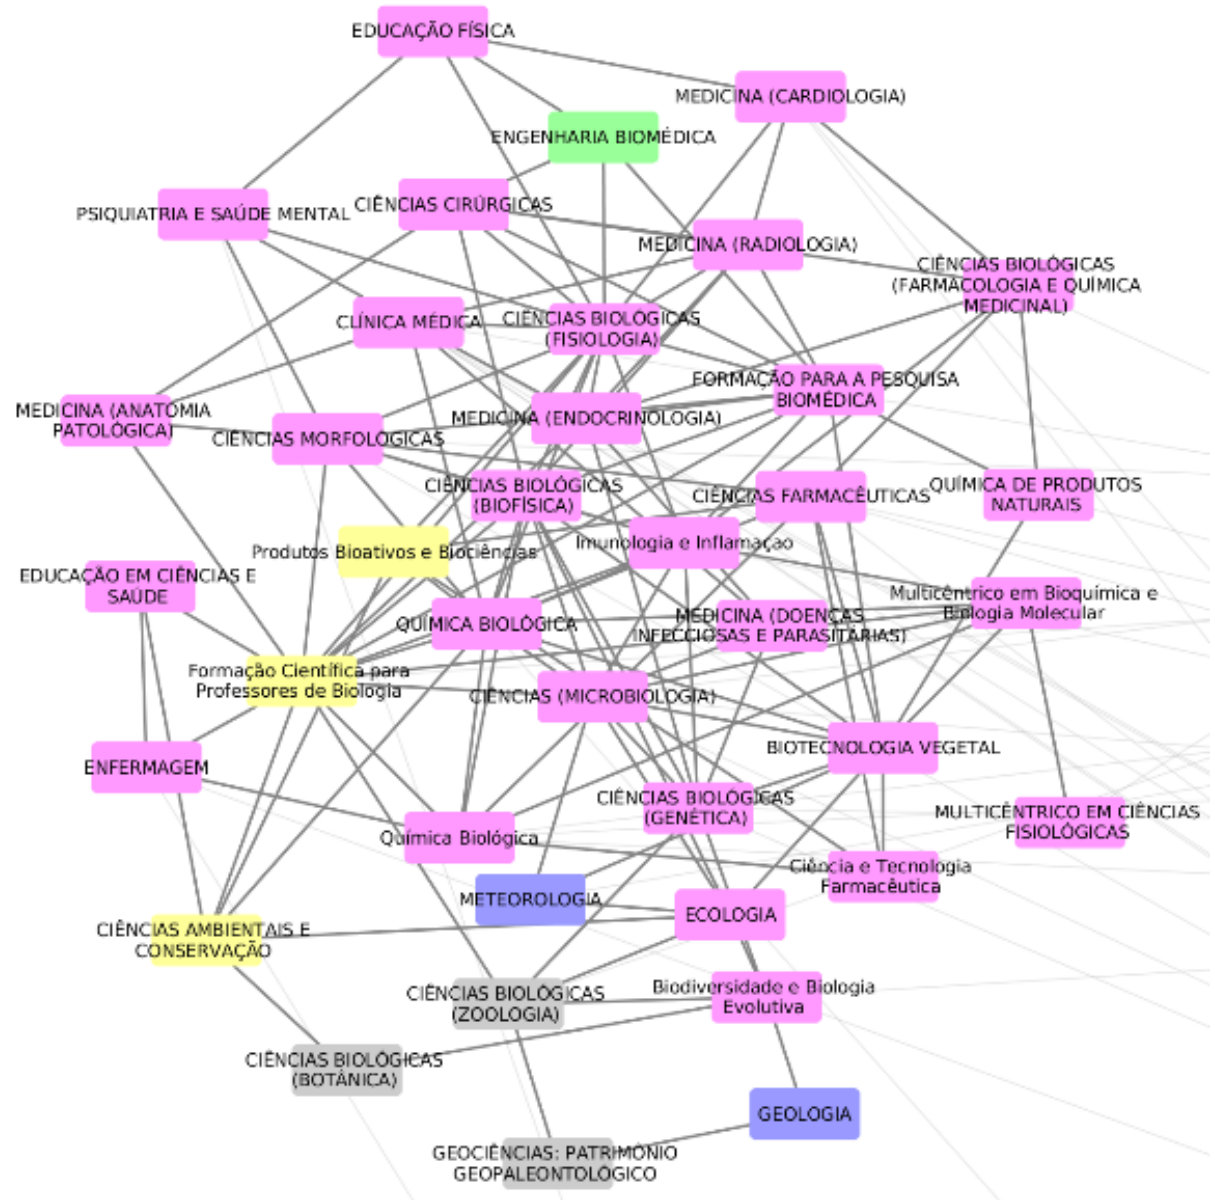 EDUCAÇÃO FÍSICA
MEDICINA (CARDIOLOGIA)
ENGENHARIA BIOMÉDICA
PSIQUIATRIA E SAÚDE MENTAL
CIÊNCIAS CIRÚRGICAS
MEDICINA (RADIOLOGIA)
CIÊNCIAS BIOLÓGICAS
(FARMACOLOGIA E QUÍMICA
MEDICINAL)
CLÍNICA MÉDICA
CIÊNCIAS BIOLÓGICAS
(FISIOLOGIA)
FORMAÇÃO PARA A PESQUISA
BIOMÉDICA
MEDICINA (ANATOMIA
PATOLÓGICA)
CIÊNCIAS MORFOLÓGICAS
MEDICINA (ENDOCRINOLOGIA)
CIÊNCIAS BIOLÓGICAS
(BIOFÍSICA)
CIÊNCIAS FARMACÊUTICAS
QUÍMICA DE PRODUTOS
NATURAIS
Produtos Bioativos e Biociências
Imunologia e Inflamaçao
EDUCAÇÃO EM CIÊNCIAS E
SAÚDE
QUÍMICA BIOLÓGICA
MEDICINA (DOENÇAS
INFECCIOSAS E PARASITÁRIAS)
Multicêntrico em Bioquímica e
Biologia Molecular
Formação Científica para
Professores de Biologia
CIÊNCIAS (MICROBIOLOGIA)
BIOTECNOLOGIA VEGETAL
ENFERMAGEM
CIÊNCIAS BIOLÓGICAS
(GENÉTICA)
MULTICÊNTRICO EM CIÊNCIAS
FISIOLÓGICAS
Química Biológica
Ciência e Tecnologia
Farmacêutica
METEOROLOGIA
ECOLOGIA
CIÊNCIAS AMBIENTAIS E
CONSERVAÇÃO
CIÊNCIAS BIOLÓGICAS
(ZOOLOGIA)
Biodiversidade e Biologia
Evolutiva
CIÊNCIAS BIOLÓGICAS
(BOTÂNICA)
GEOLOGIA
GEOCIÊNCIAS: PATRIMÔNIO
GEOPALEONTOLÓGICO